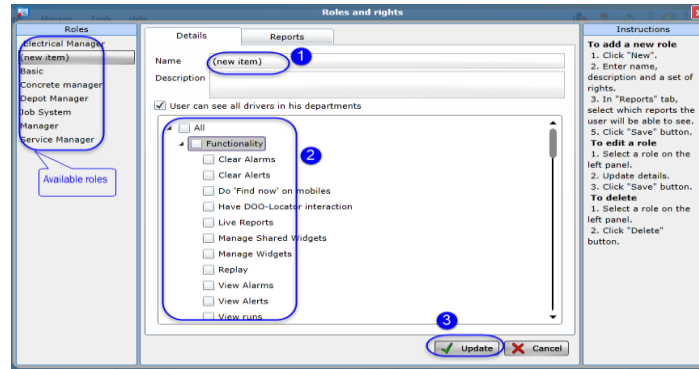 Manage Tools Help
Roles and rights
Roles
Electrical Manager
(new item)
Basic
Concrete manager
Depot Manager
Job System
Manager
Service Manager
Available roles
Details
Reports
Name
(new item)
1
Description
User can see all drivers in his departments
All
Functionality
2
Clear Alarms
Clear Alerts
Do 'Find now' on mobiles
Have DOO-Locator interaction
Live Reports
Manage Shared Widgets
Manage Widgets
Replay
View Alarms
View Alerts
View runs
3
Update
Cancel
Instructions
To add a new role
1. Click "New".
2. Enter name,
description and a set of
rights.
3. In "Reports" tab,
select which reports the
user will be able to see.
5. Click "Save" button.
To edit a role
1. Select a role on the
left panel.
2. Update details.
3. Click "Save" button.
To delete
1. Select a role on the
left panel.
2. Click "Delete"
button.